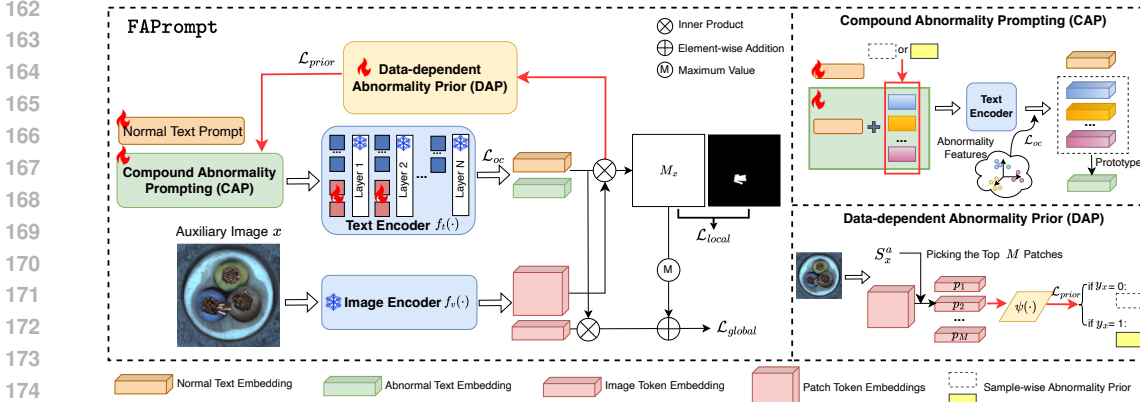 162
163
164
165
166
167
168
169
170
171
172
173
174
FAPrompt
Inner Product
Element-wise Addition
M Maximum Value
Data-dependent
Abnormality Prior (DAP)
ℒ_prior
Normal Text Prompt
Compound Abnormality
Prompting (CAP)
...
...
...
Layer 1
Layer 2
Layer N
Text Encoder f_t(·)
ℒ_oc
M_x
ℒ_local
M
Auxiliary Image x
Image Encoder f_v(·)
ℒ_global
Compound Abnormality Prompting (CAP)
or
+
...
Text
Encoder
Abnormality
Features
ℒ_oc
...
Prototype
Data-dependent Abnormality Prior (DAP)
S_x^a
Picking the Top M Patches
p_1
p_2
...
p_M
ψ(·)
ℒ_prior
if y_x= 0:
if y_x= 1:
Normal Text Embedding
Abnormal Text Embedding
Image Token Embedding
Patch Token Embeddings
Sample-wise Abnormality Prior